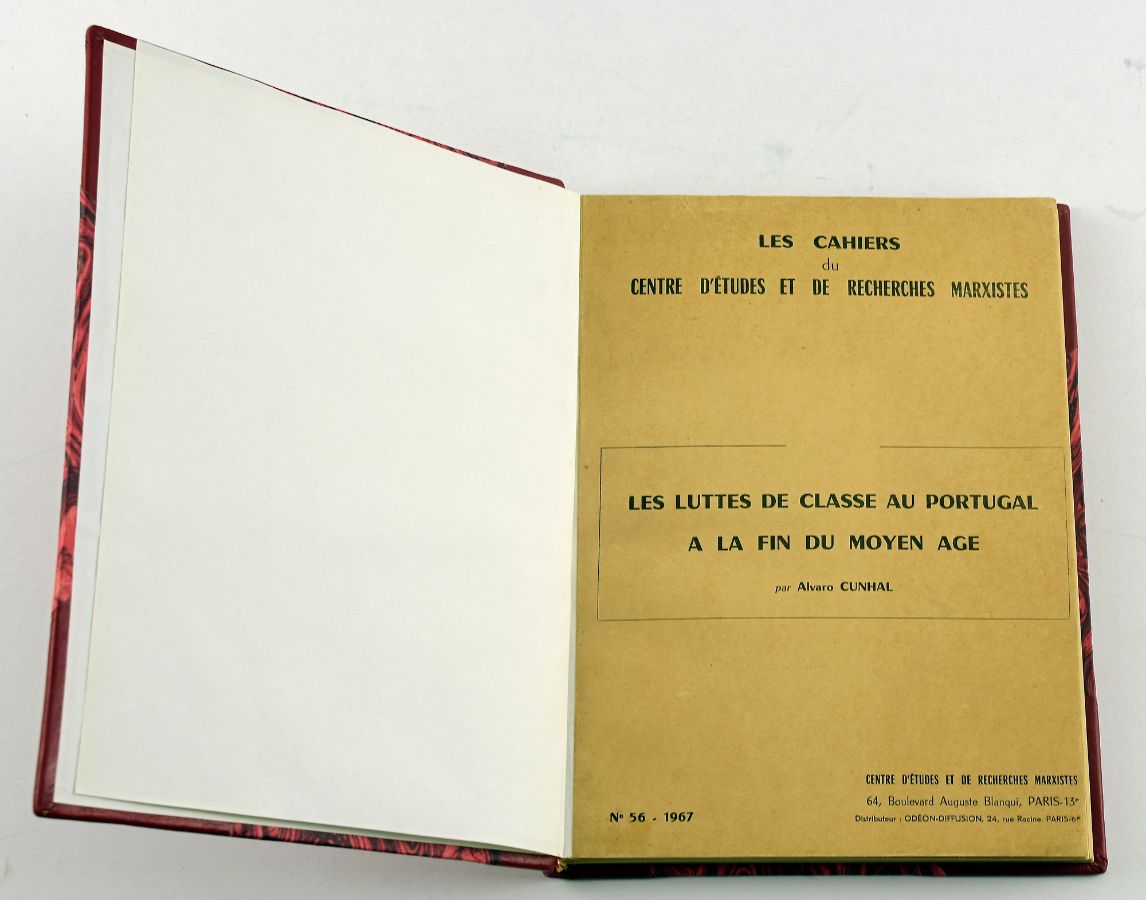 LES CAHIERS
du
CENTRE D'ÉTUDES ET DE RECHERCHES MARXISTES
LES LUTTES DE CLASSE AU PORTUGAL
A LA FIN DU MOYEN AGE
par Alvaro CUNHAL
CENTRE D'ÉTUDES ET DE RECHERCHES MARXISTES
64, Boulevard Auguste Blanqui, PARIS-13e
Nº 56 - 1967
Distributeur : ODÉON-DIFFUSION, 24, rue Racine. PARIS-6e